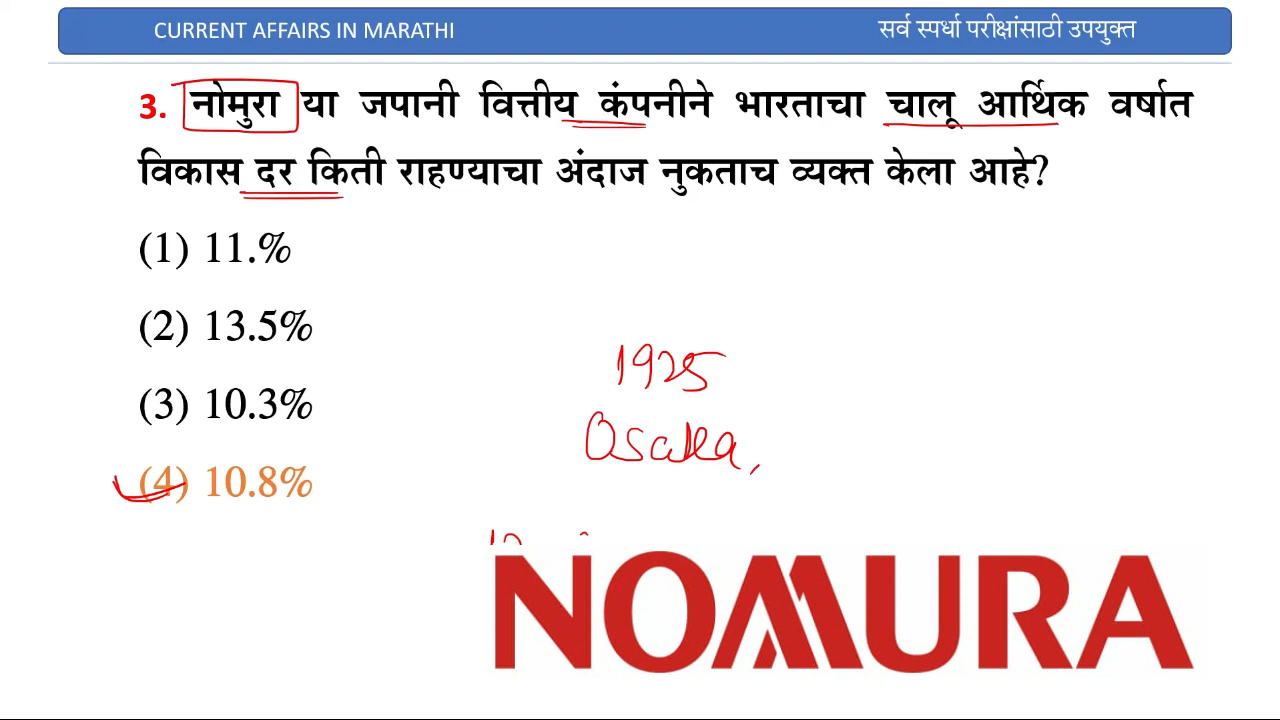 CURRENT AFFAIRS IN MARATHI
सर्व स्पर्धा परीक्षांसाठी उपयुक्त
3. नोमुरा या जपानी वित्तीय कंपनीने भारताचा चालू आर्थिक वर्षात
विकास दर किती राहण्याचा अंदाज नुकताच व्यक्त केला आहे?
(1) 11.%
(2) 13.5%
(3) 10.3%
1925
Osaka,
(4) 10.8%
NOMURA